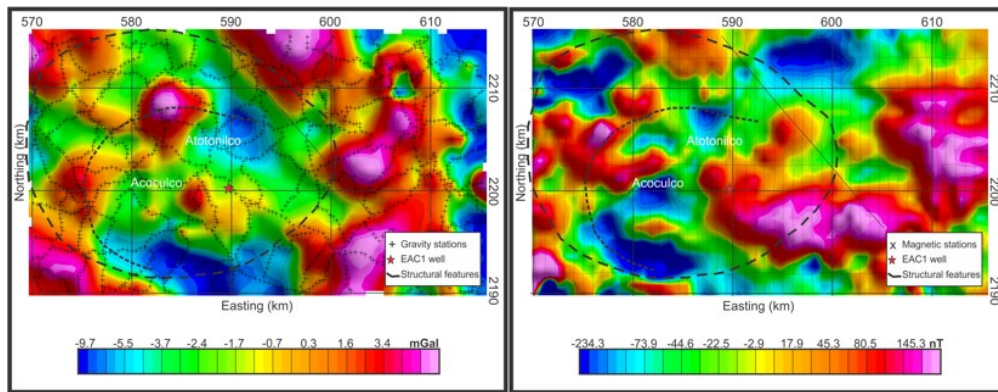 570 580 590 600 610
2210
2200
2190
Northing (km)
Atotonilco
Acoculco
Gravity stations
EAC1 well
Structural features
Easting (km)
-9.7 -5.5 -3.7 -2.4 -1.7 -0.7 0.3 1.6 3.4 mGal
570 580 590 600 610
2210
2200
2190
Northing (km)
Atotonilco
Acoculco
Magnetic stations
EAC1 well
Structural features
Easting (km)
-234.3 -73.9 -44.6 -22.5 -2.9 17.9 45.3 80.5 145.3 nT